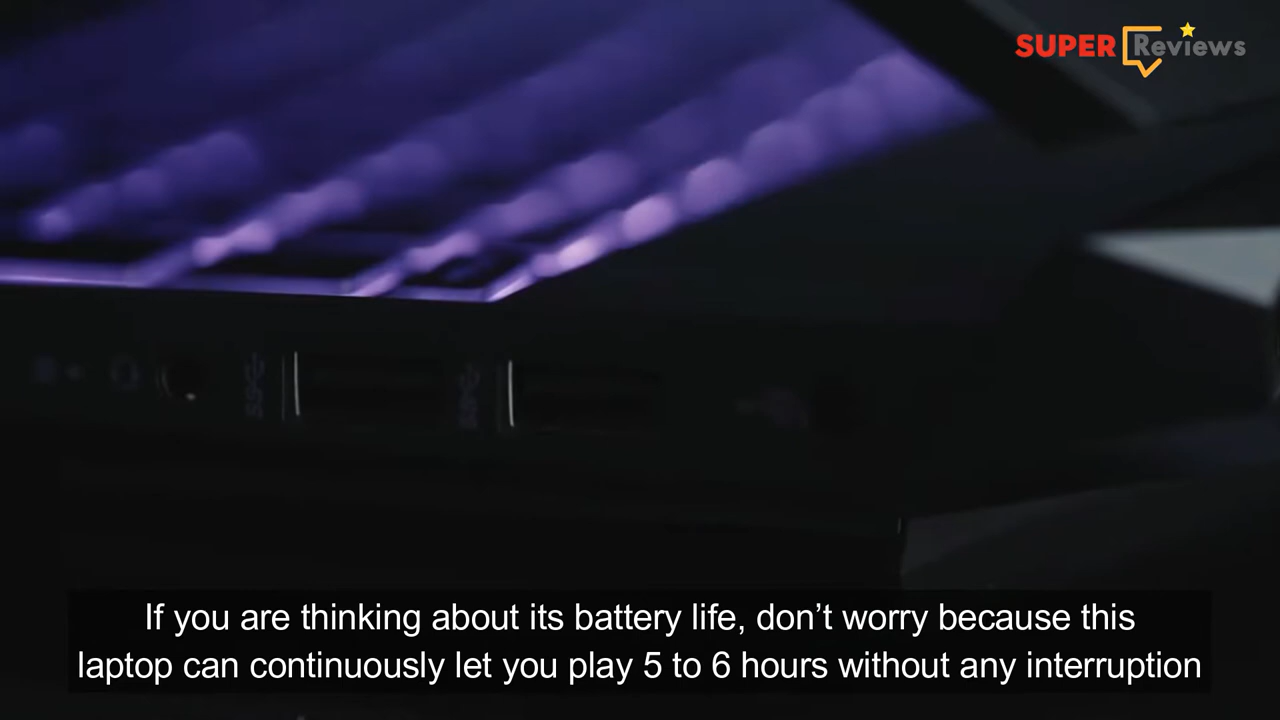 SUPER Reviews
If you are thinking about its battery life, don’t worry because this
laptop can continuously let you play 5 to 6 hours without any interruption